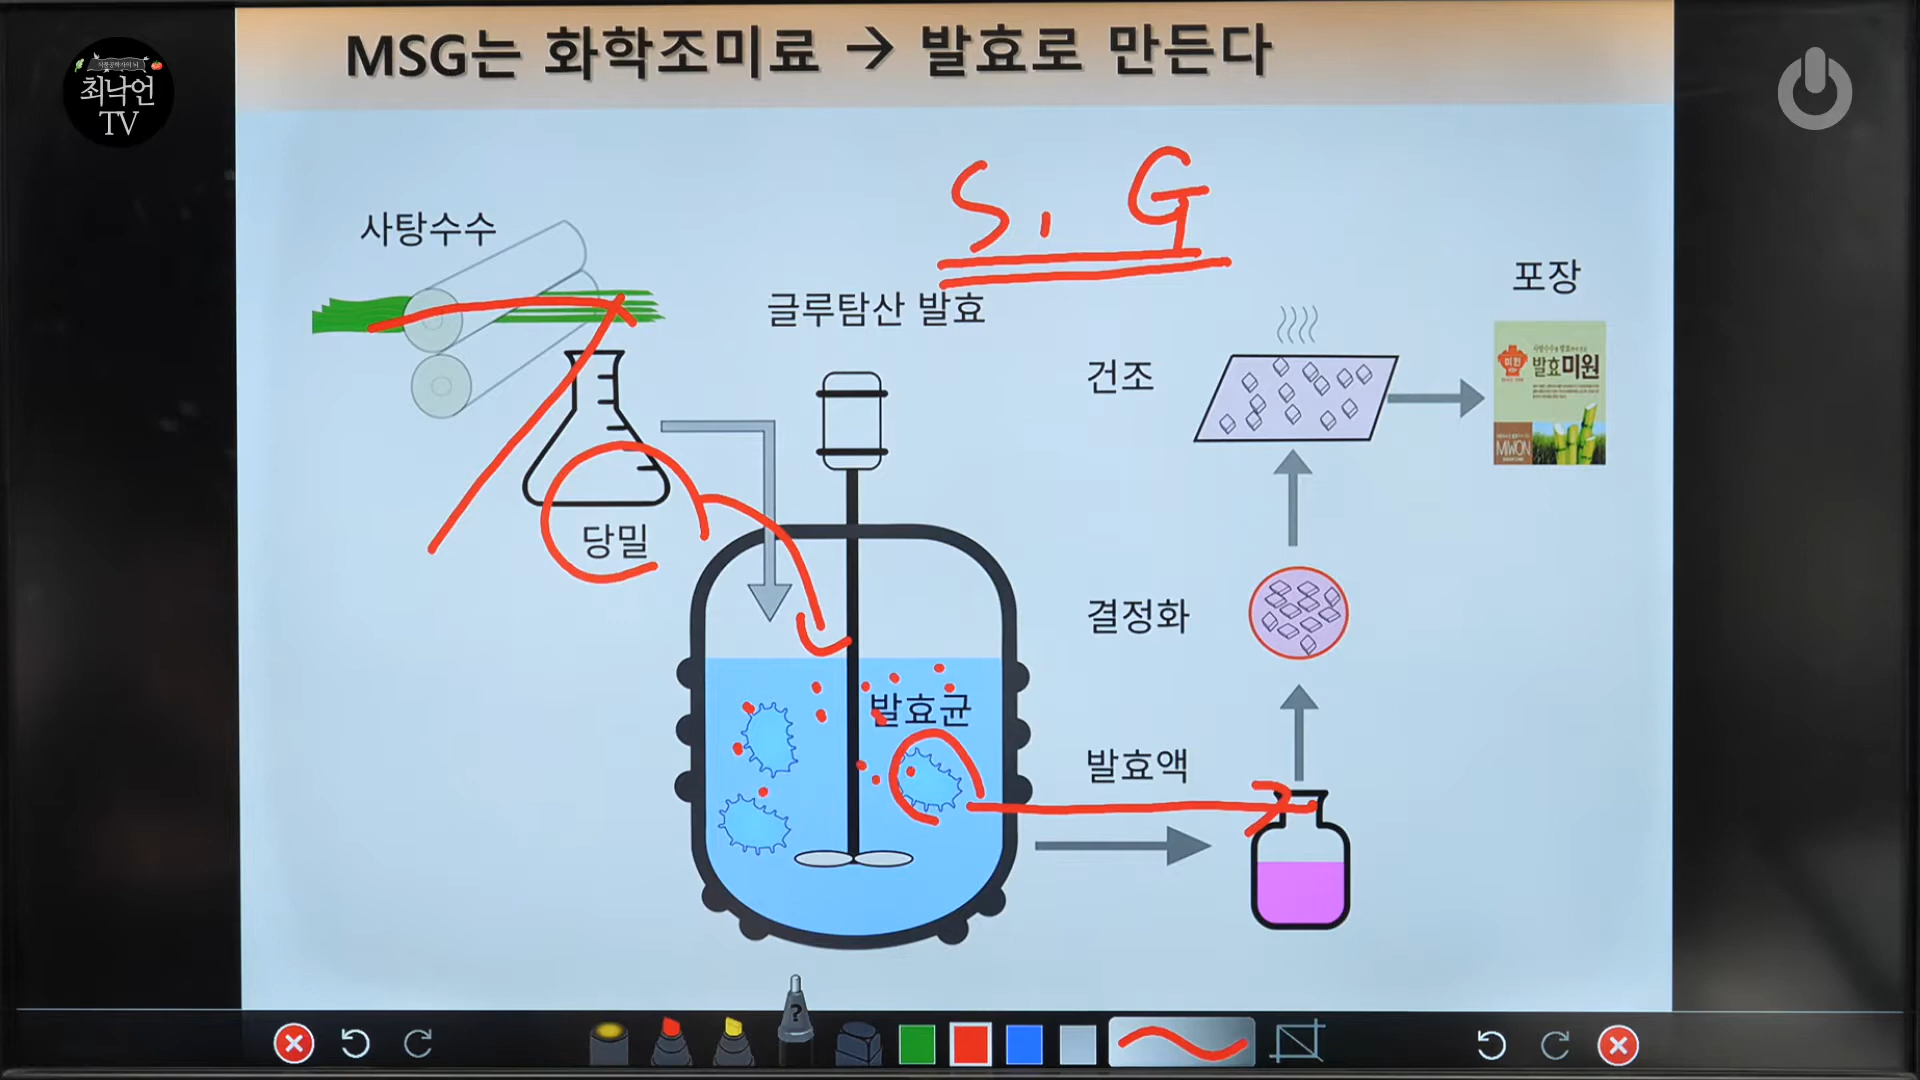 MSG는 화학조미료 → 발효로 만든다
최낙언
TV
S, G
사탕수수
글루탐산 발효
포장
건조
발효미원
MIWON
당밀
결정화
발효균
발효액
?